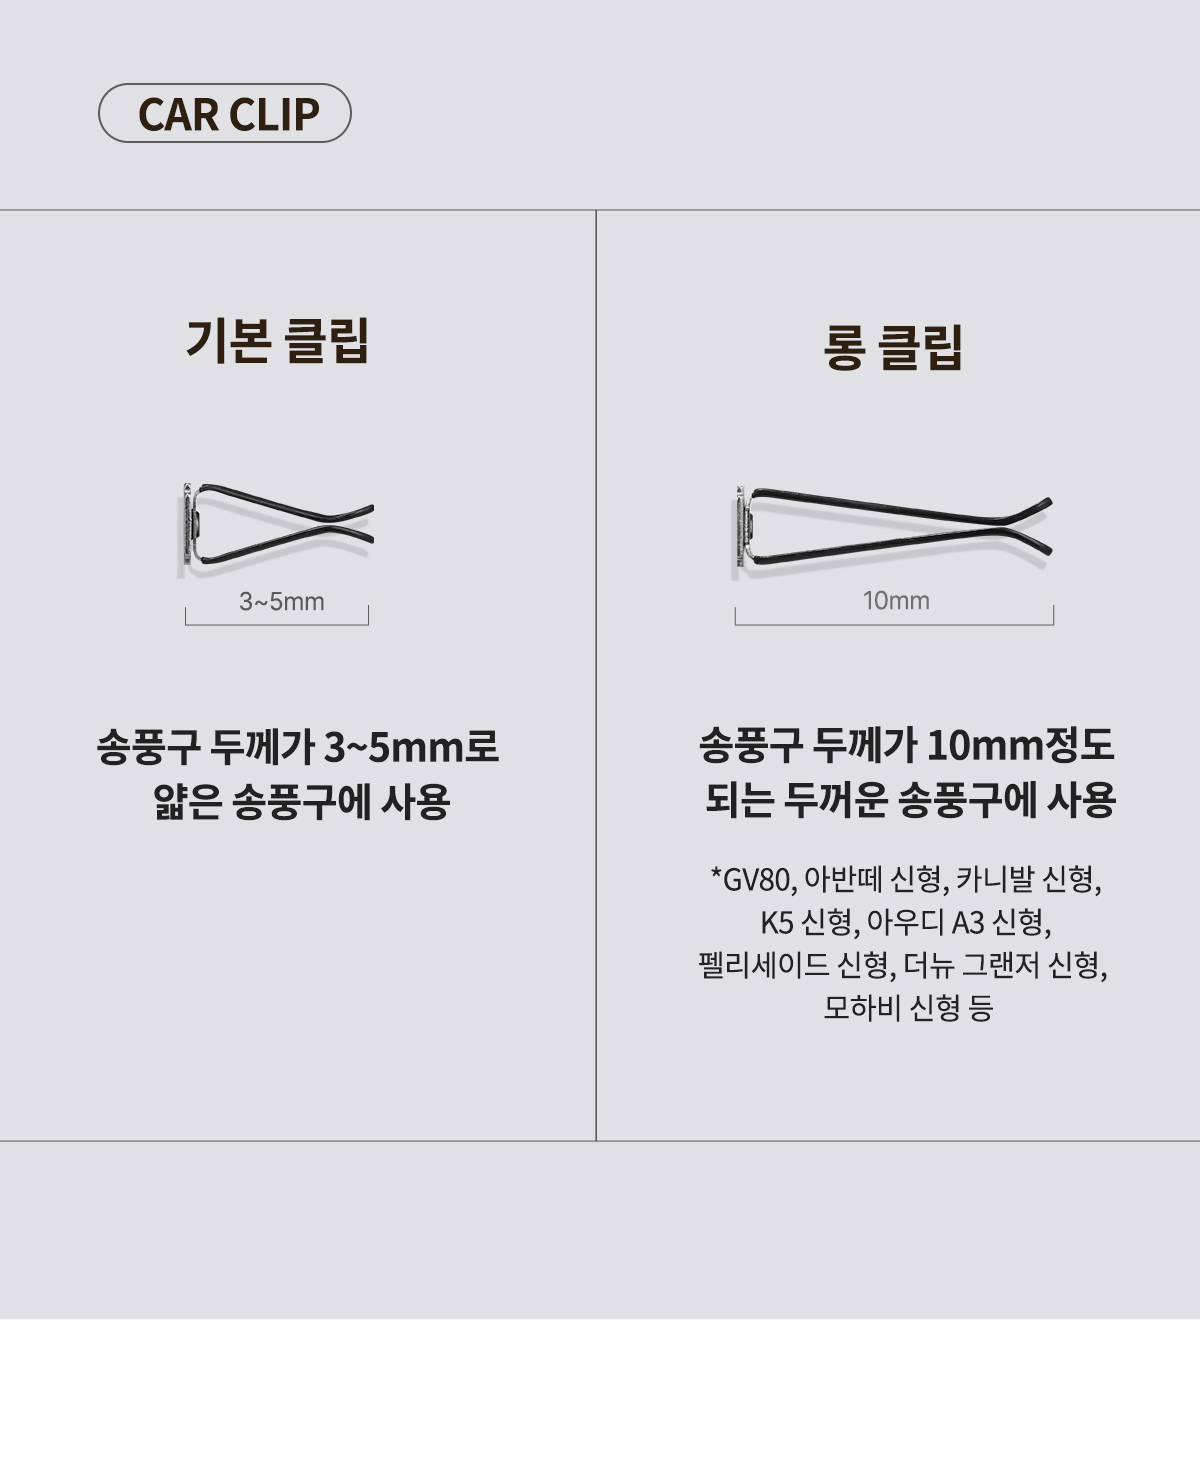 CAR CLIP
기본 클립
3~5mm
송풍구 두께가 3~5mm로
얇은 송풍구에 사용
롱 클립
10mm
송풍구 두께가 10mm정도
되는 두꺼운 송풍구에 사용
*GV80, 아반떼 신형, 카니발 신형,
K5 신형, 아우디 A3 신형,
펠리세이드 신형, 더뉴 그랜저 신형,
모하비 신형 등